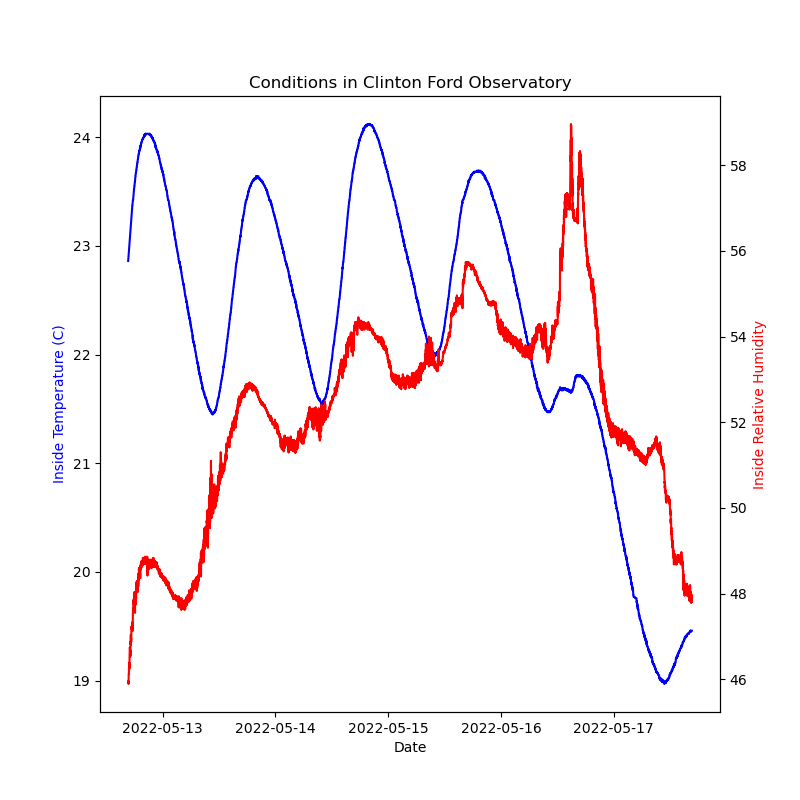 Conditions in Clinton Ford Observatory
24
23
22
21
20
19
Inside Temperature (C)
58
56
54
52
50
48
46
Inside Relative Humidity
2022-05-13 2022-05-14 2022-05-15 2022-05-16 2022-05-17
Date